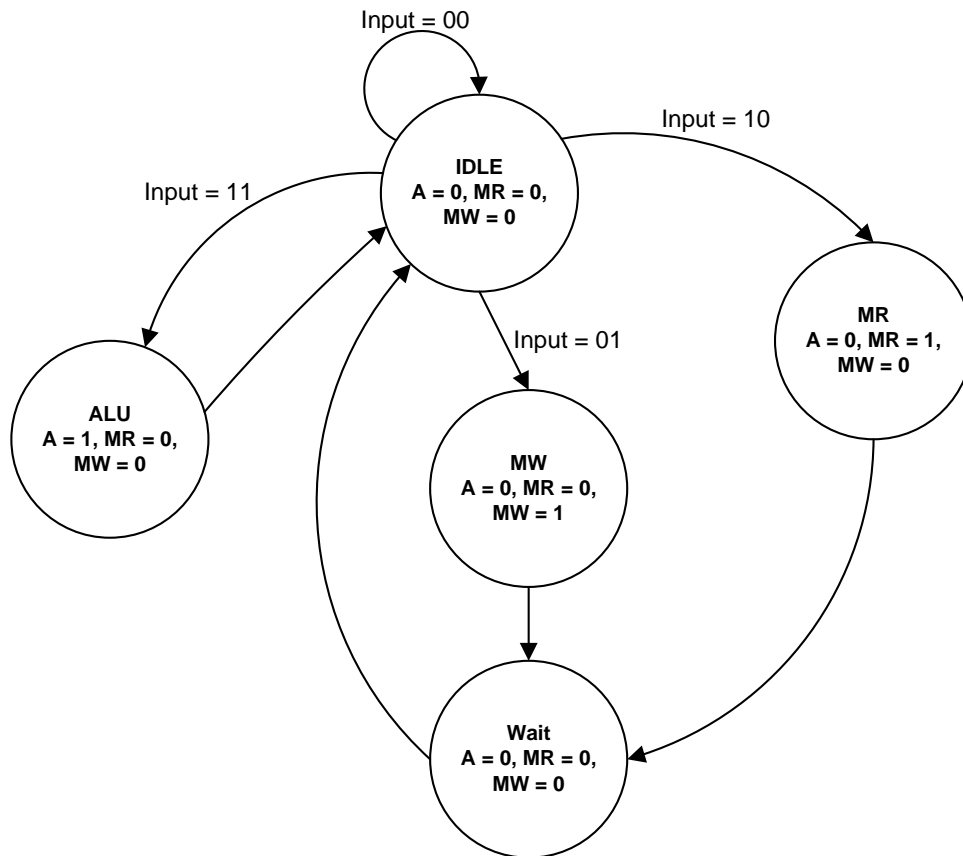 Input = 00
Input = 10
IDLE
A = 0, MR = 0,
MW = 0
Input = 11
MR
A = 0, MR = 1,
MW = 0
Input = 01
ALU
A = 1, MR = 0,
MW = 0
MW
A = 0, MR = 0,
MW = 1
Wait
A = 0, MR = 0,
MW = 0